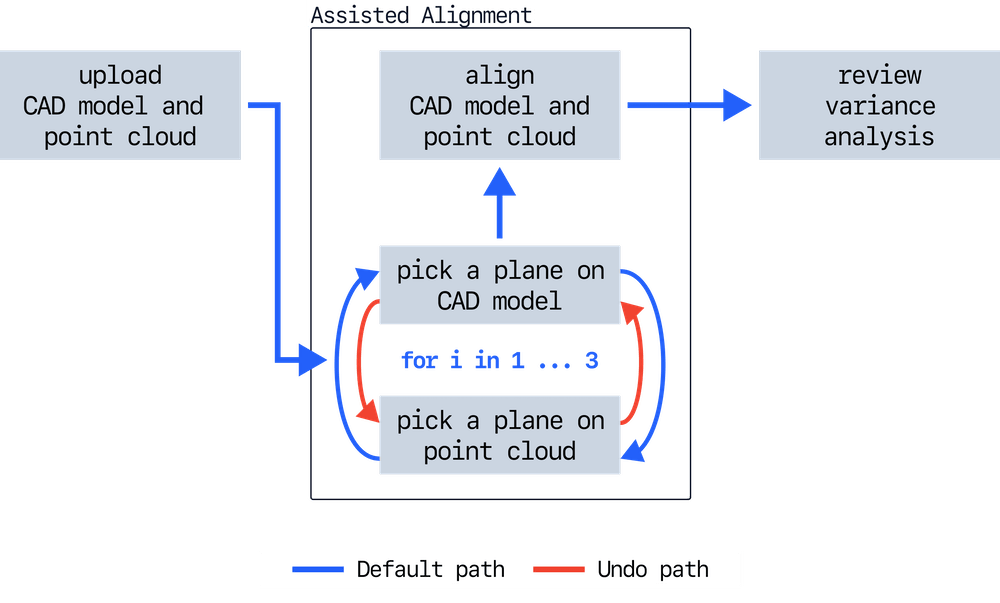 Assisted Alignment
upload
CAD model and
point cloud
align
CAD model and
point cloud
review
variance
analysis
pick a plane on
CAD model
for i in 1 ... 3
pick a plane on
point cloud
Default path
Undo path